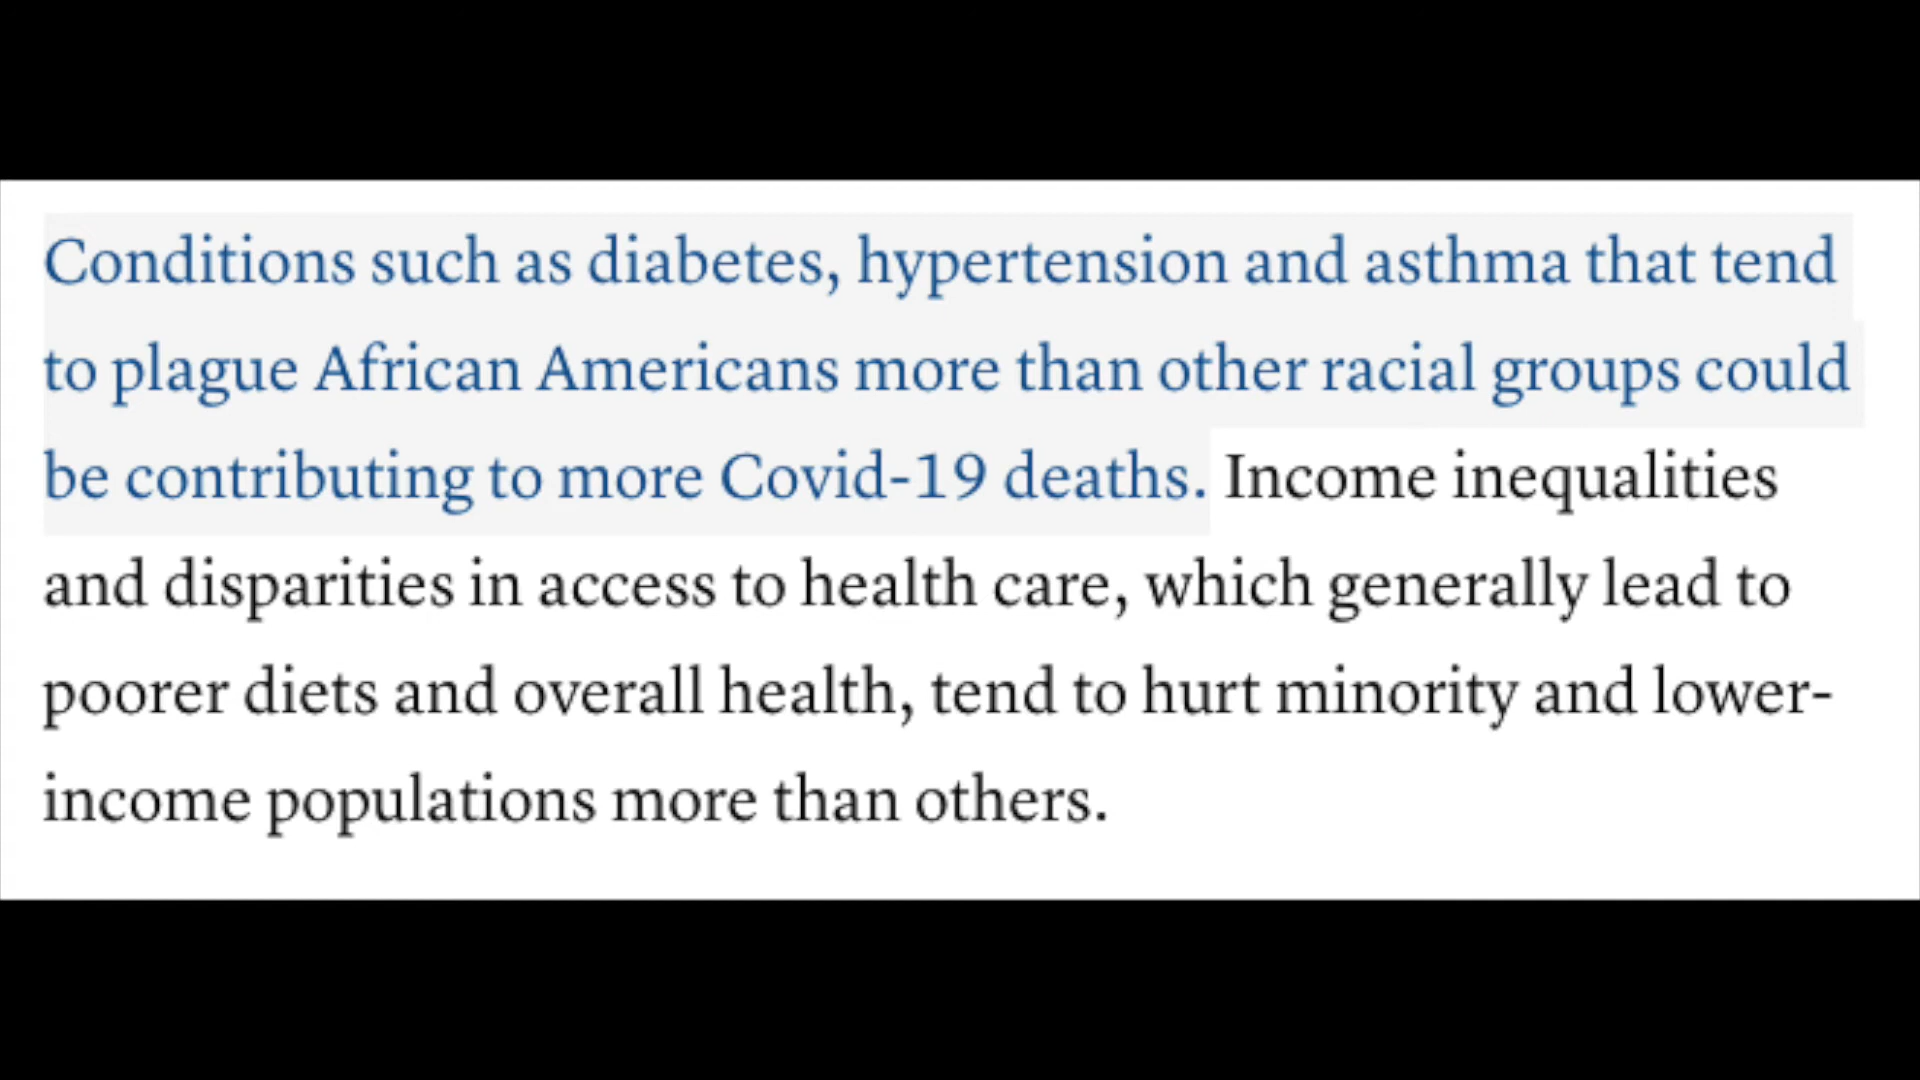 Conditions such as diabetes, hypertension and asthma that tend
to plague African Americans more than other racial groups could
be contributing to more Covid-19 deaths. Income inequalities
and disparities in access to health care, which generally lead to
poorer diets and overall health, tend to hurt minority and lower-
income populations more than others.